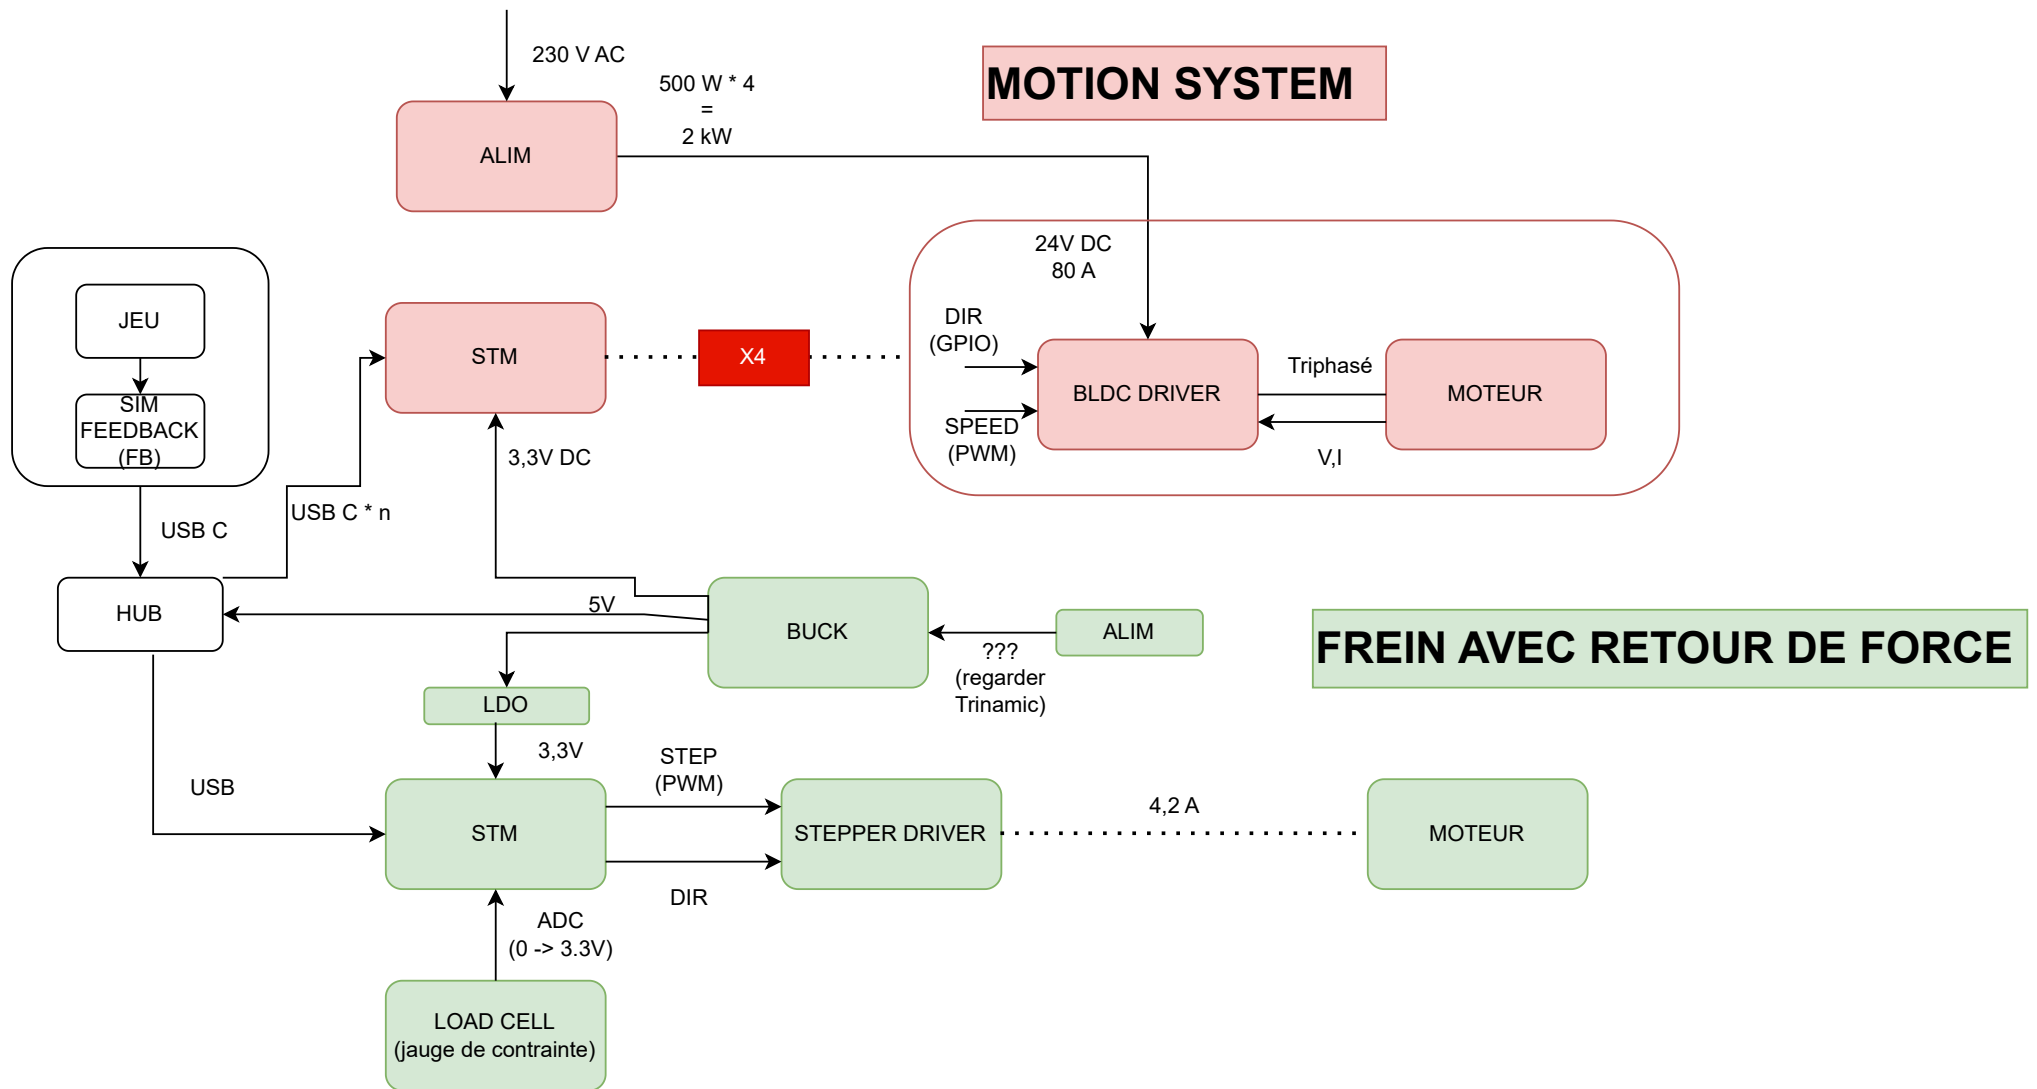 230 V AC
500 W * 4
=
2 kW
MOTION SYSTEM
ALIM
24V DC
80 A
JEU
SIM
FEEDBACK
(FB)
STM
X4
DIR
(GPIO)
SPEED
(PWM)
BLDC DRIVER
Triphasé
V,I
MOTEUR
3,3V DC
USB C * n
USB C
HUB
5V
BUCK
???
(regarder
Trinamic)
ALIM
FREIN AVEC RETOUR DE FORCE
LDO
3,3V
USB
STM
STEP
(PWM)
DIR
STEPPER DRIVER
4,2 A
MOTEUR
ADC
(0 -> 3.3V)
LOAD CELL
(jauge de contrainte)